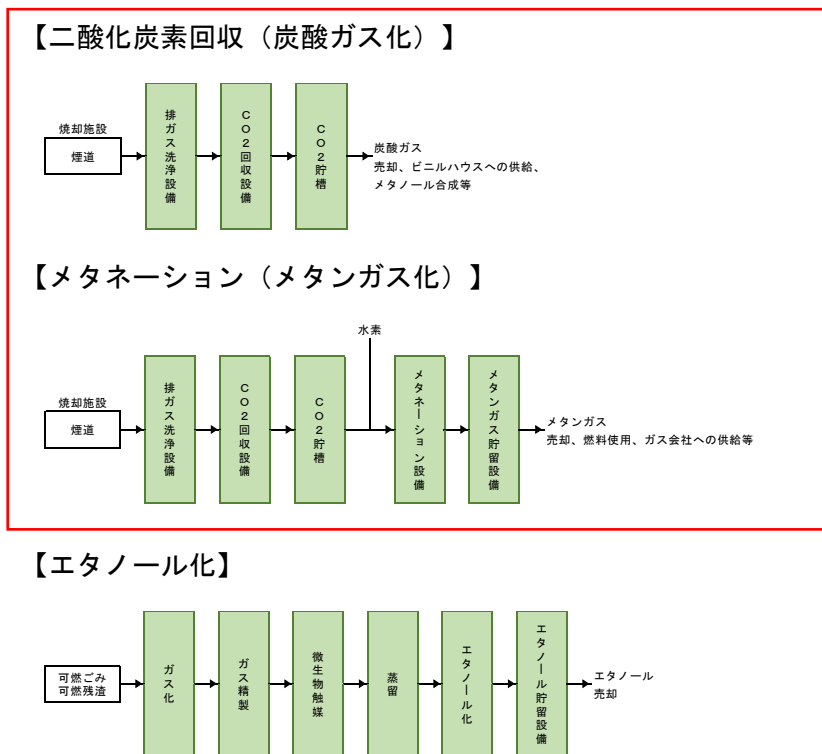 【二酸化炭素回収（炭酸ガス化）】
焼却施設
煙道
排ガス洗浄設備
CO2回収設備
CO2貯槽
炭酸ガス
売却、ビニルハウスへの供給、
メタノール合成等
【メタネーション（メタンガス化）】
水素
焼却施設
煙道
排ガス洗浄設備
CO2回収設備
CO2貯槽
メタネーション設備
メタンガス貯留設備
メタンガス
売却、燃料使用、ガス会社への供給等
【エタノール化】
可燃ごみ
可燃残渣
ガス化
ガス精製
微生物触媒
蒸留
エタノール化
エタノール貯留設備
エタノール
売却